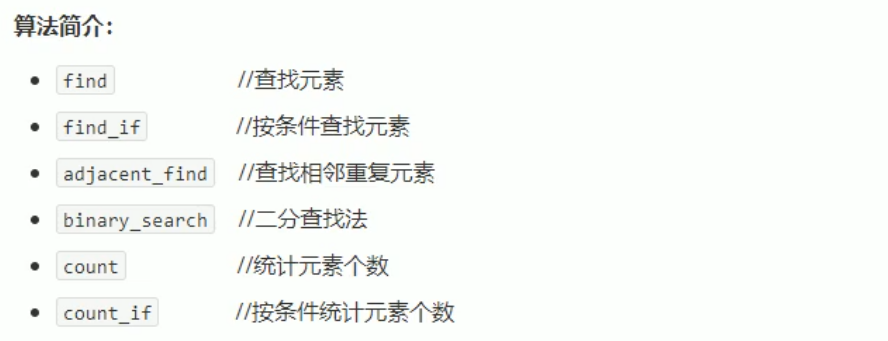 算法简介：
find //查找元素
find_if //按条件查找元素
adjacent_find //查找相邻重复元素
binary_search //二分查找法
count //统计元素个数
count_if //按条件统计元素个数